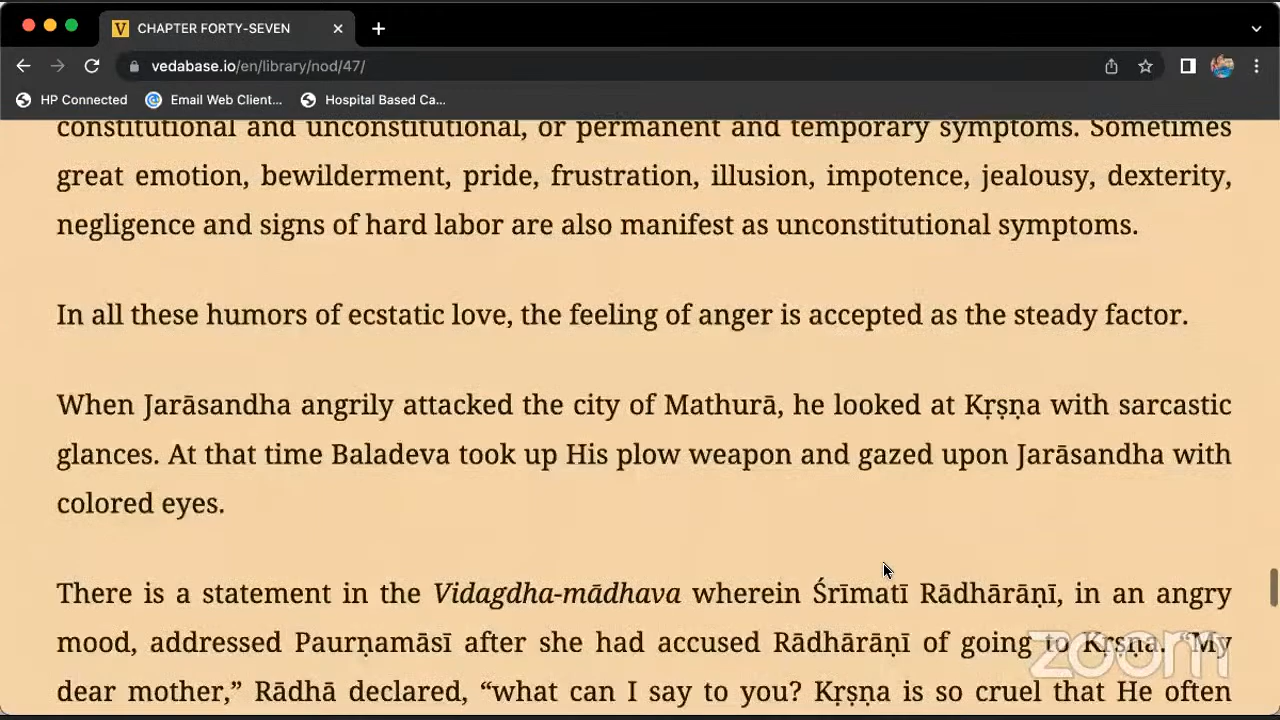 CHAPTER FORTY-SEVEN
vedabase.io/en/library/nod/47/
HP Connected
Email Web Client...
Hospital Based Ca...
constitutional and unconstitutional, or permanent and temporary symptoms. Sometimes
great emotion, bewilderment, pride, frustration, illusion, impotence, jealousy, dexterity,
negligence and signs of hard labor are also manifest as unconstitutional symptoms.
In all these humors of ecstatic love, the feeling of anger is accepted as the steady factor.
When Jarāsandha angrily attacked the city of Mathurā, he looked at Kṛṣṇa with sarcastic
glances. At that time Baladeva took up His plow weapon and gazed upon Jarāsandha with
colored eyes.
There is a statement in the Vidagdha-mādhava wherein Śrīmatī Rādhārāṇī, in an angry
mood, addressed Paurṇamāsī after she had accused Rādhārāṇī of going to Kṛṣṇa. “My
dear mother,” Rādhā declared, “what can I say to you? Kṛṣṇa is so cruel that He often
zoom